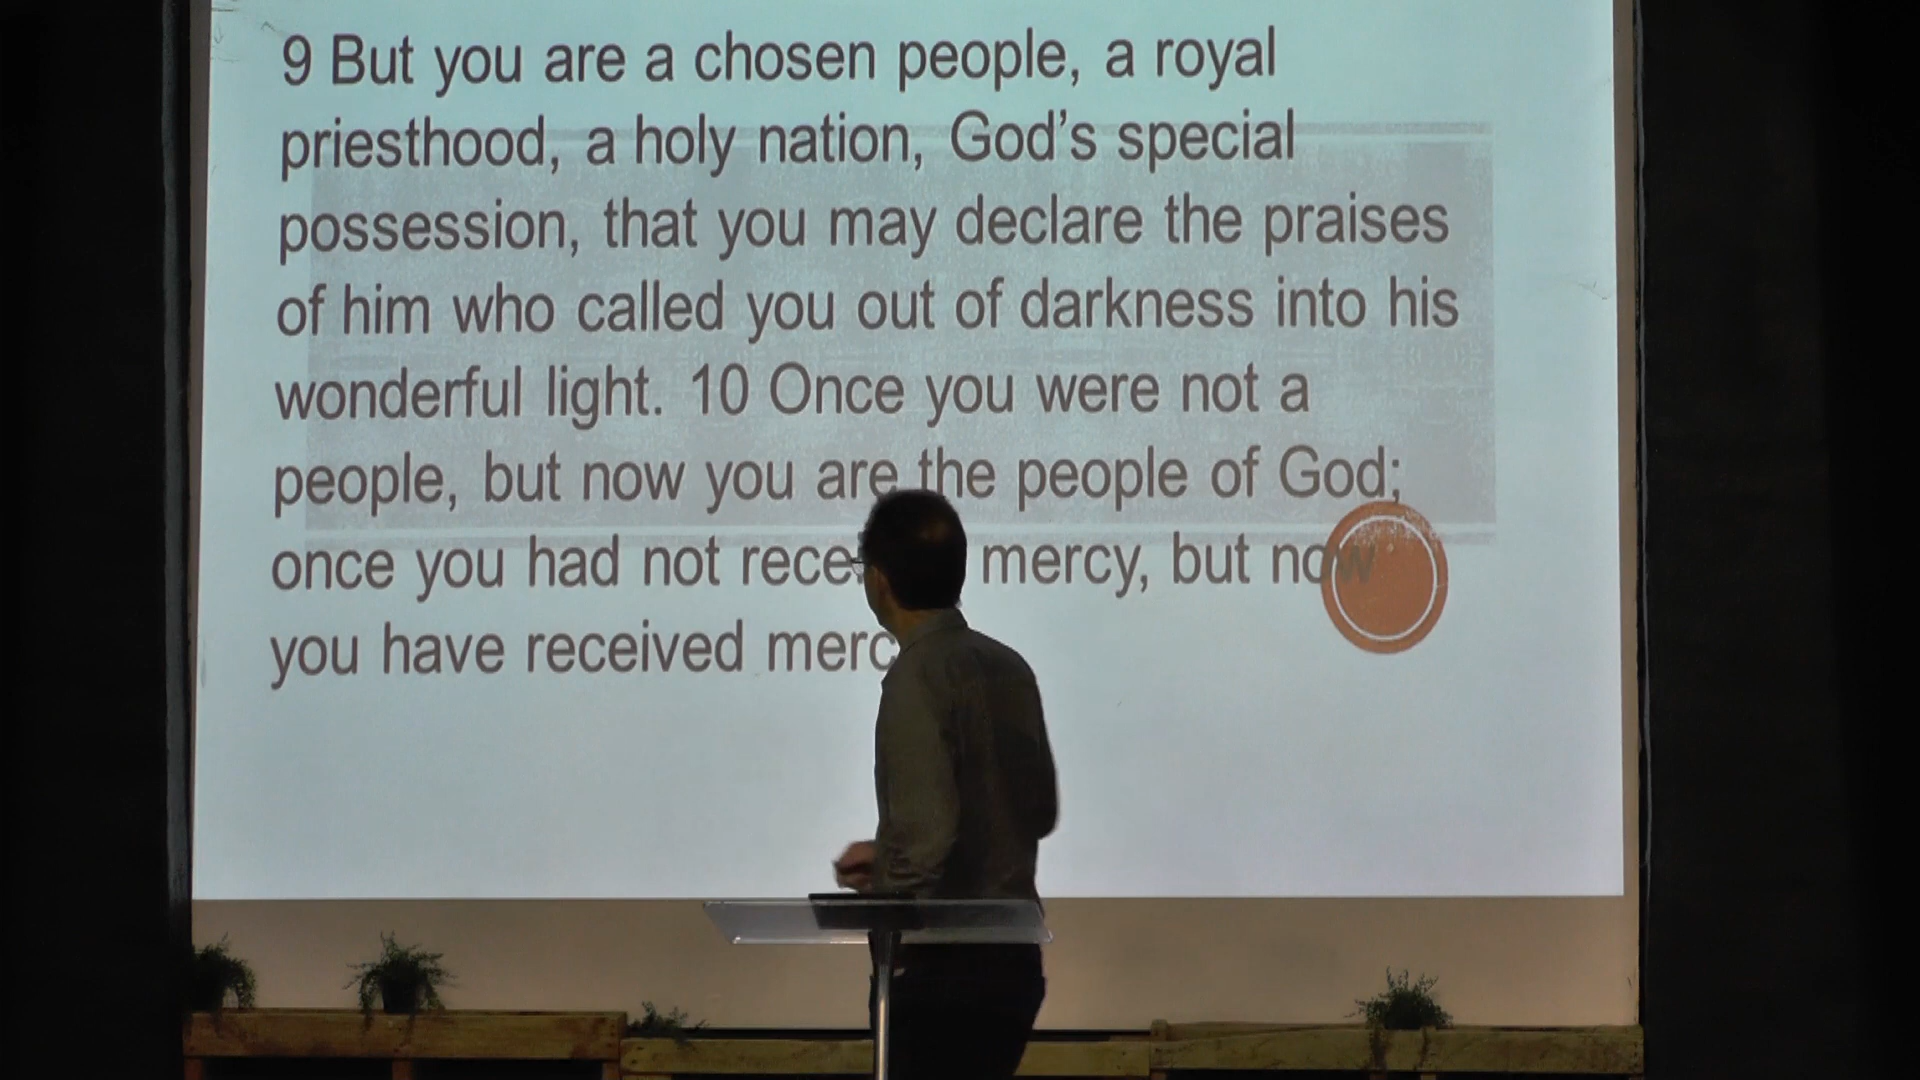 9 But you are a chosen people, a royal
priesthood, a holy nation, God’s special
possession, that you may declare the praises
of him who called you out of darkness into his
wonderful light. 10 Once you were not a
people, but now you are the people of God;
once you had not mercy, but now
you have received